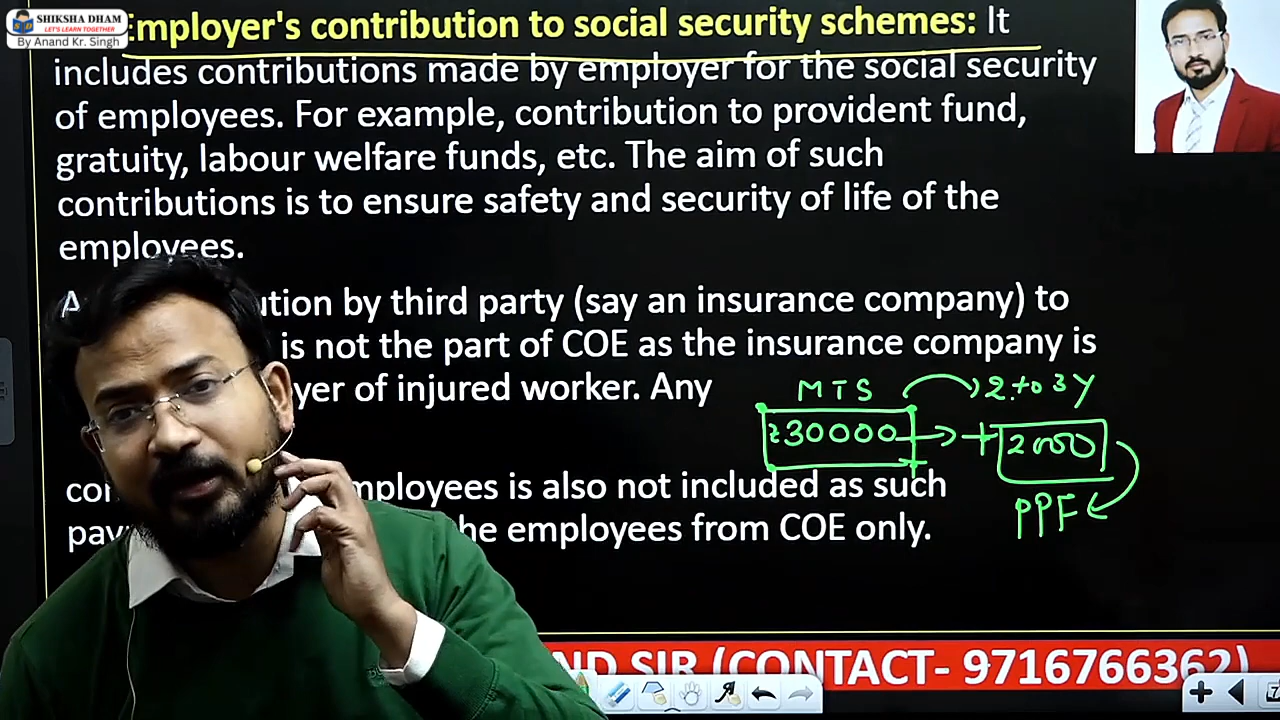 SHIKSHA DHAM
LET'S LEARN TOGETHER
By Anand Kr. Singh
Employer's contribution to social security schemes: It
includes contributions made by employer for the social security
of employees. For example, contribution to provident fund,
gratuity, labour welfare funds, etc. The aim of such
contributions is to ensure safety and security of life of the
employees.
ution by third party (say an insurance company) to
is not the part of COE as the insurance company is
yer of injured worker. Any
MTS 2 to 3 Y
₹30000 + 2000
PPF
mployees is also not included as such
he employees from COE only.
ND SIR (CONTACT- 9716766362)